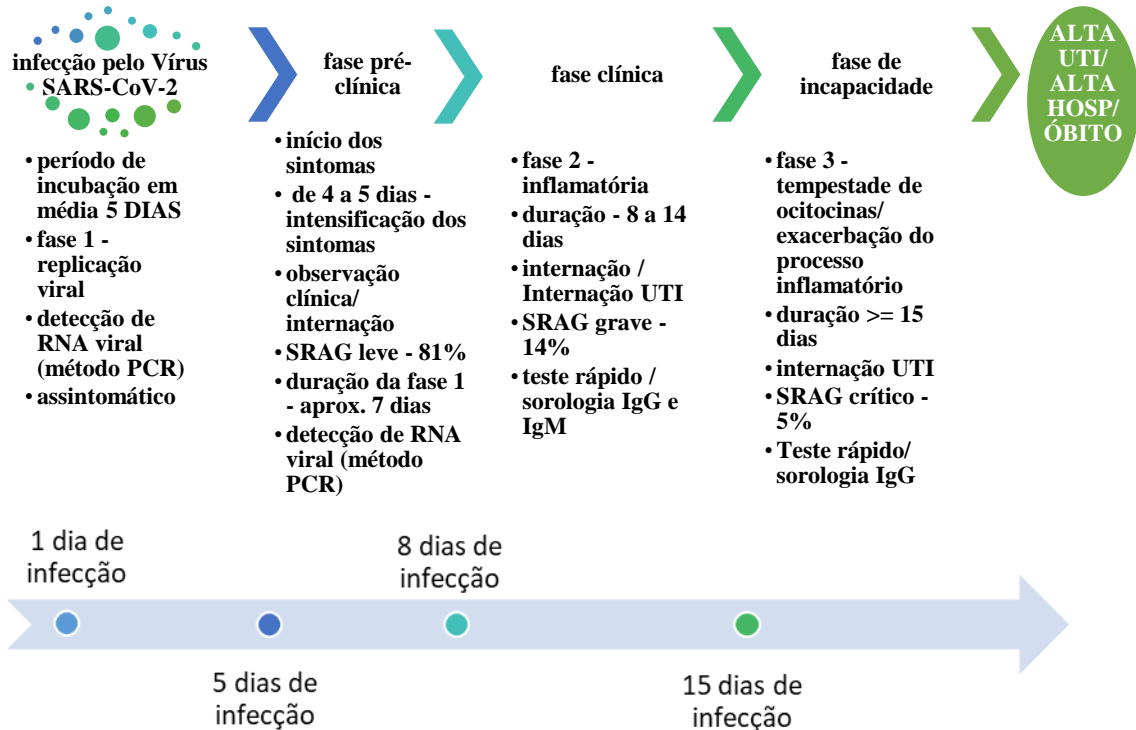 infecção pelo Vírus
SARS-CoV-2
• período de
incubação em
média 5 DIAS
• fase 1 -
replicação
viral
• detecção de
RNA viral
(método PCR)
• assintomático
fase pré-
clínica
• início dos
sintomas
• de 4 a 5 dias -
intensificação dos
sintomas
• observação
clínica/
internação
• SRAG leve - 81%
• duração da fase 1
- aprox. 7 dias
• detecção de RNA
viral (método
PCR)
fase clínica
• fase 2 -
inflamatória
• duração - 8 a 14
dias
• internação /
Internação UTI
• SRAG grave -
14%
• teste rápido /
sorologia IgG e
IgM
fase de
incapacidade
• fase 3 -
tempestade de
ocitocinas/
exacerbação do
processo
inflamatório
• duração >= 15
dias
• internação UTI
• SRAG crítico -
5%
• Teste rápido/
sorologia IgG
ALTA
UTI/
ALTA
HOSP/
ÓBITO
1 dia de
infecção
5 dias de
infecção
8 dias de
infecção
15 dias de
infecção